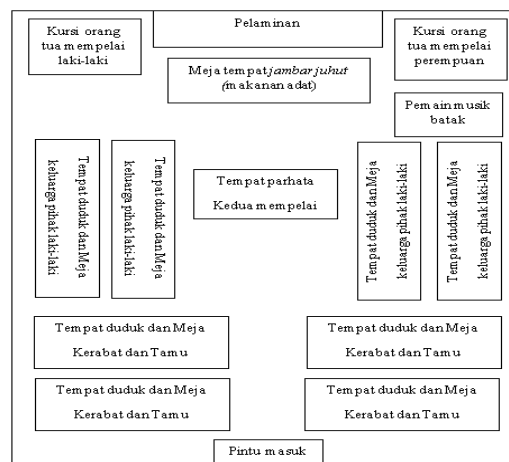 Pelaminan
Kursi orang
tua mempelai
laki-laki
Kursi orang
tua mempelai
perempuan
Meja tempat jambar juhut
(makanan adat)
Pemain musik
batak
Tempat duduk dan Meja
keluarga pihak laki-laki
Tempat duduk dan Meja
keluarga pihak laki-laki
Tempat parhata
Kedua mempelai
Tempat duduk dan Meja
keluarga pihak laki-laki
Tempat duduk dan Meja
keluarga pihak laki-laki
Tempat duduk dan Meja
Kerabat dan Tamu
Tempat duduk dan Meja
Kerabat dan Tamu
Tempat duduk dan Meja
Kerabat dan Tamu
Tempat duduk dan Meja
Kerabat dan Tamu
Pintu masuk